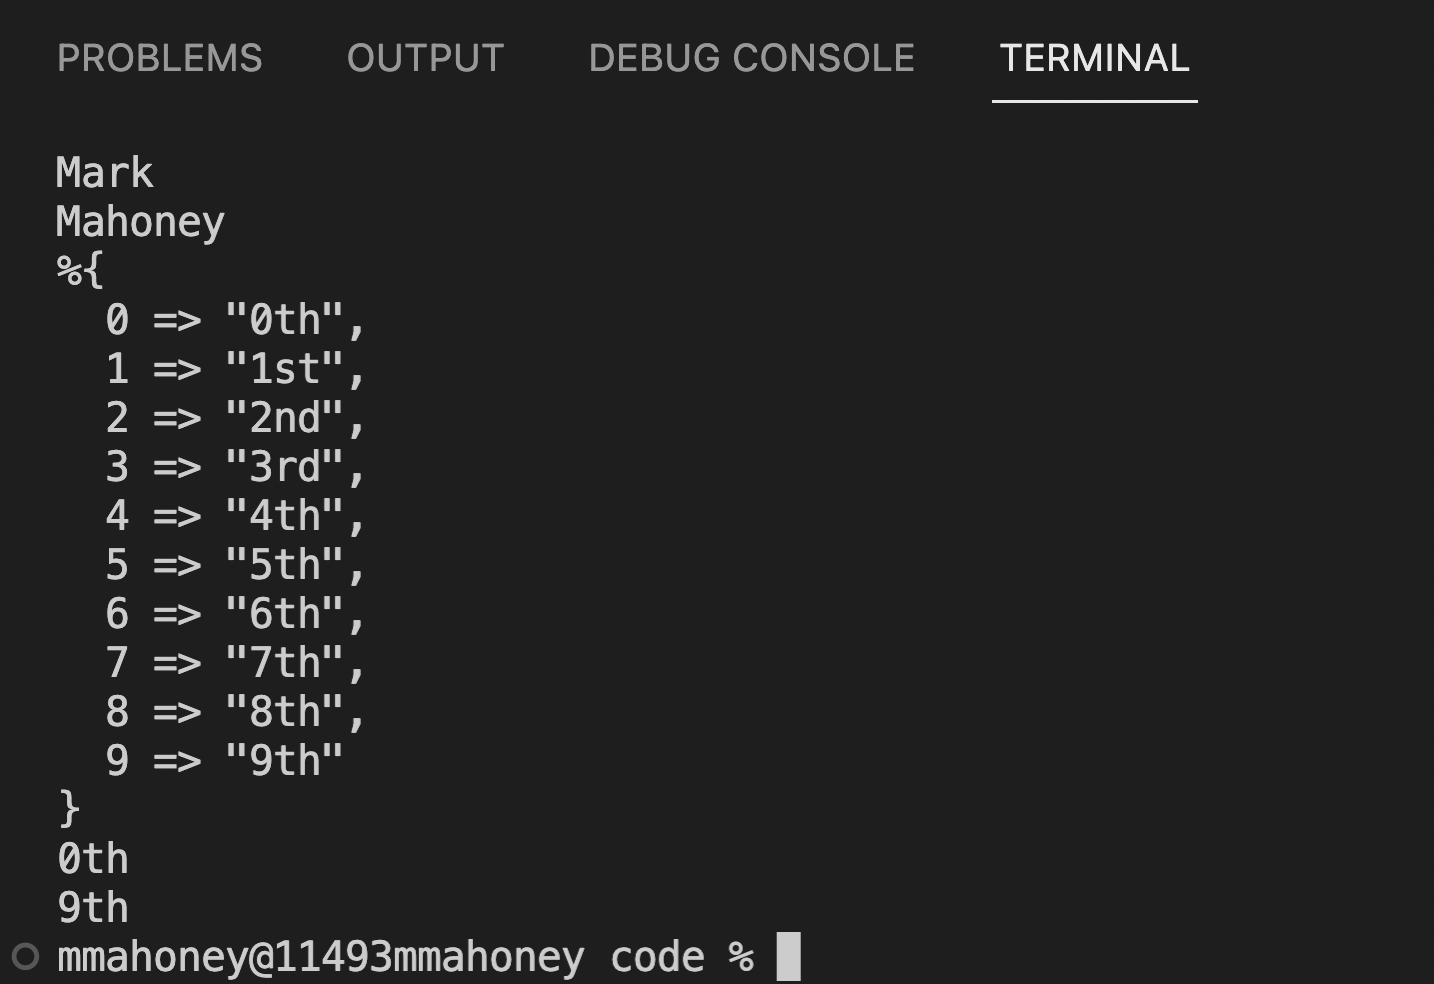 PROBLEMS OUTPUT DEBUG CONSOLE TERMINAL
Mark
Mahoney
%{
  0 => "0th",
  1 => "1st",
  2 => "2nd",
  3 => "3rd",
  4 => "4th",
  5 => "5th",
  6 => "6th",
  7 => "7th",
  8 => "8th",
  9 => "9th"
}
0th
9th
mmahoney@11493mmahoney code %